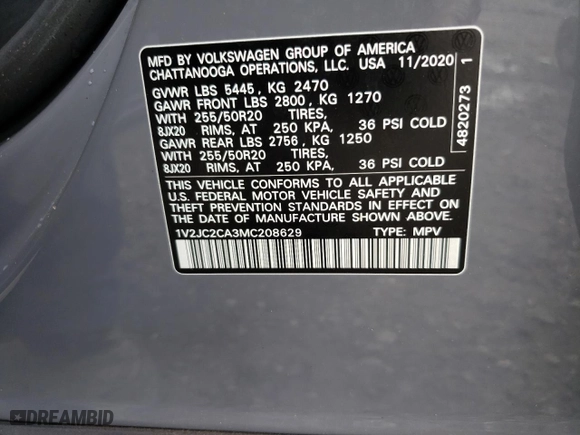 MFD BY VOLKSWAGEN GROUP OF AMERICA
CHATTANOOGA OPERATIONS, LLC. USA 11/2020
GVWR LBS 5445, KG 2470
GAWR FRONT LBS 2800, KG 1270
WITH 255/50R20 TIRES,
8JX20 RIMS, AT 250 KPA, 36 PSI COLD
GAWR REAR LBS 2756, KG 1250
WITH 255/50R20 TIRES,
8JX20 RIMS, AT 250 KPA, 36 PSI COLD
THIS VEHICLE CONFORMS TO ALL APPLICABLE
U.S. FEDERAL MOTOR VEHICLE SAFETY AND
THEFT PREVENTION STANDARDS IN EFFECT ON
THE DATE OF MANUFACTURE SHOWN ABOVE.
1V2JC2CA3MC208629 TYPE: MPV
4820273 1
DREAMBID